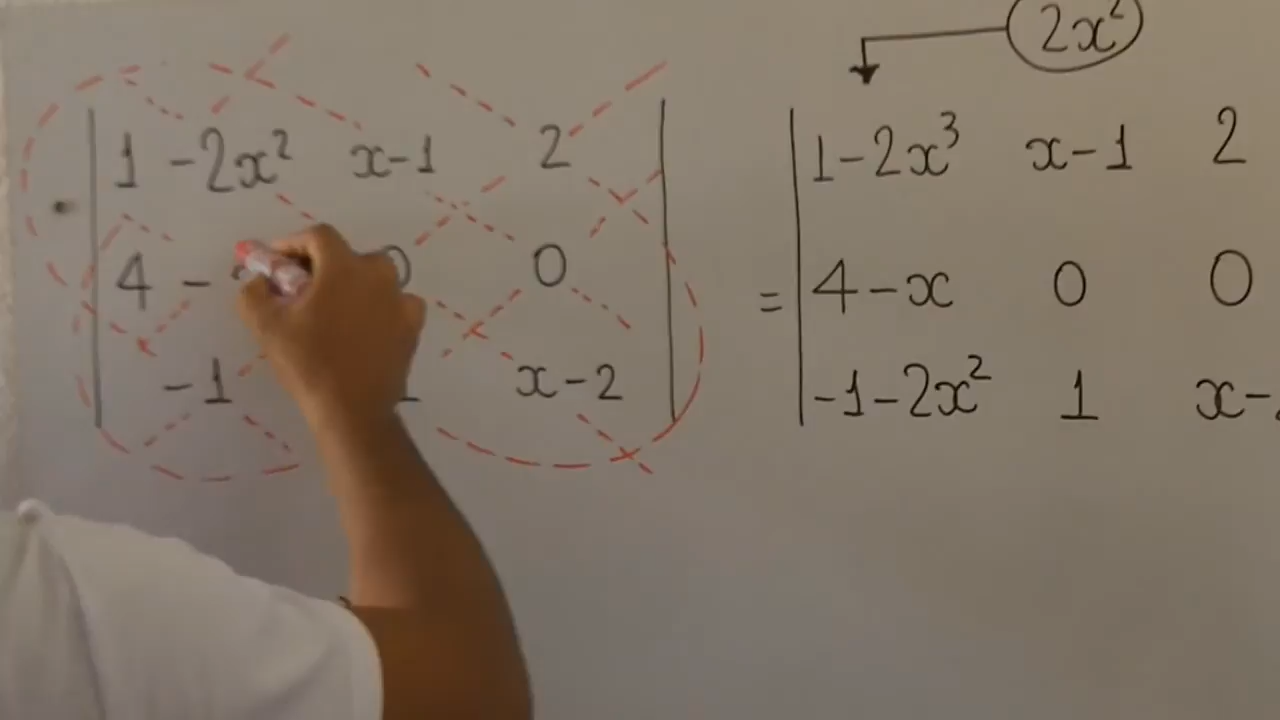 2x²
1 -2x² x-1 2
4 - 0 0
-1 x-2
1-2x³ x-1 2
= 4-x 0 0
-1-2x² 1 x-